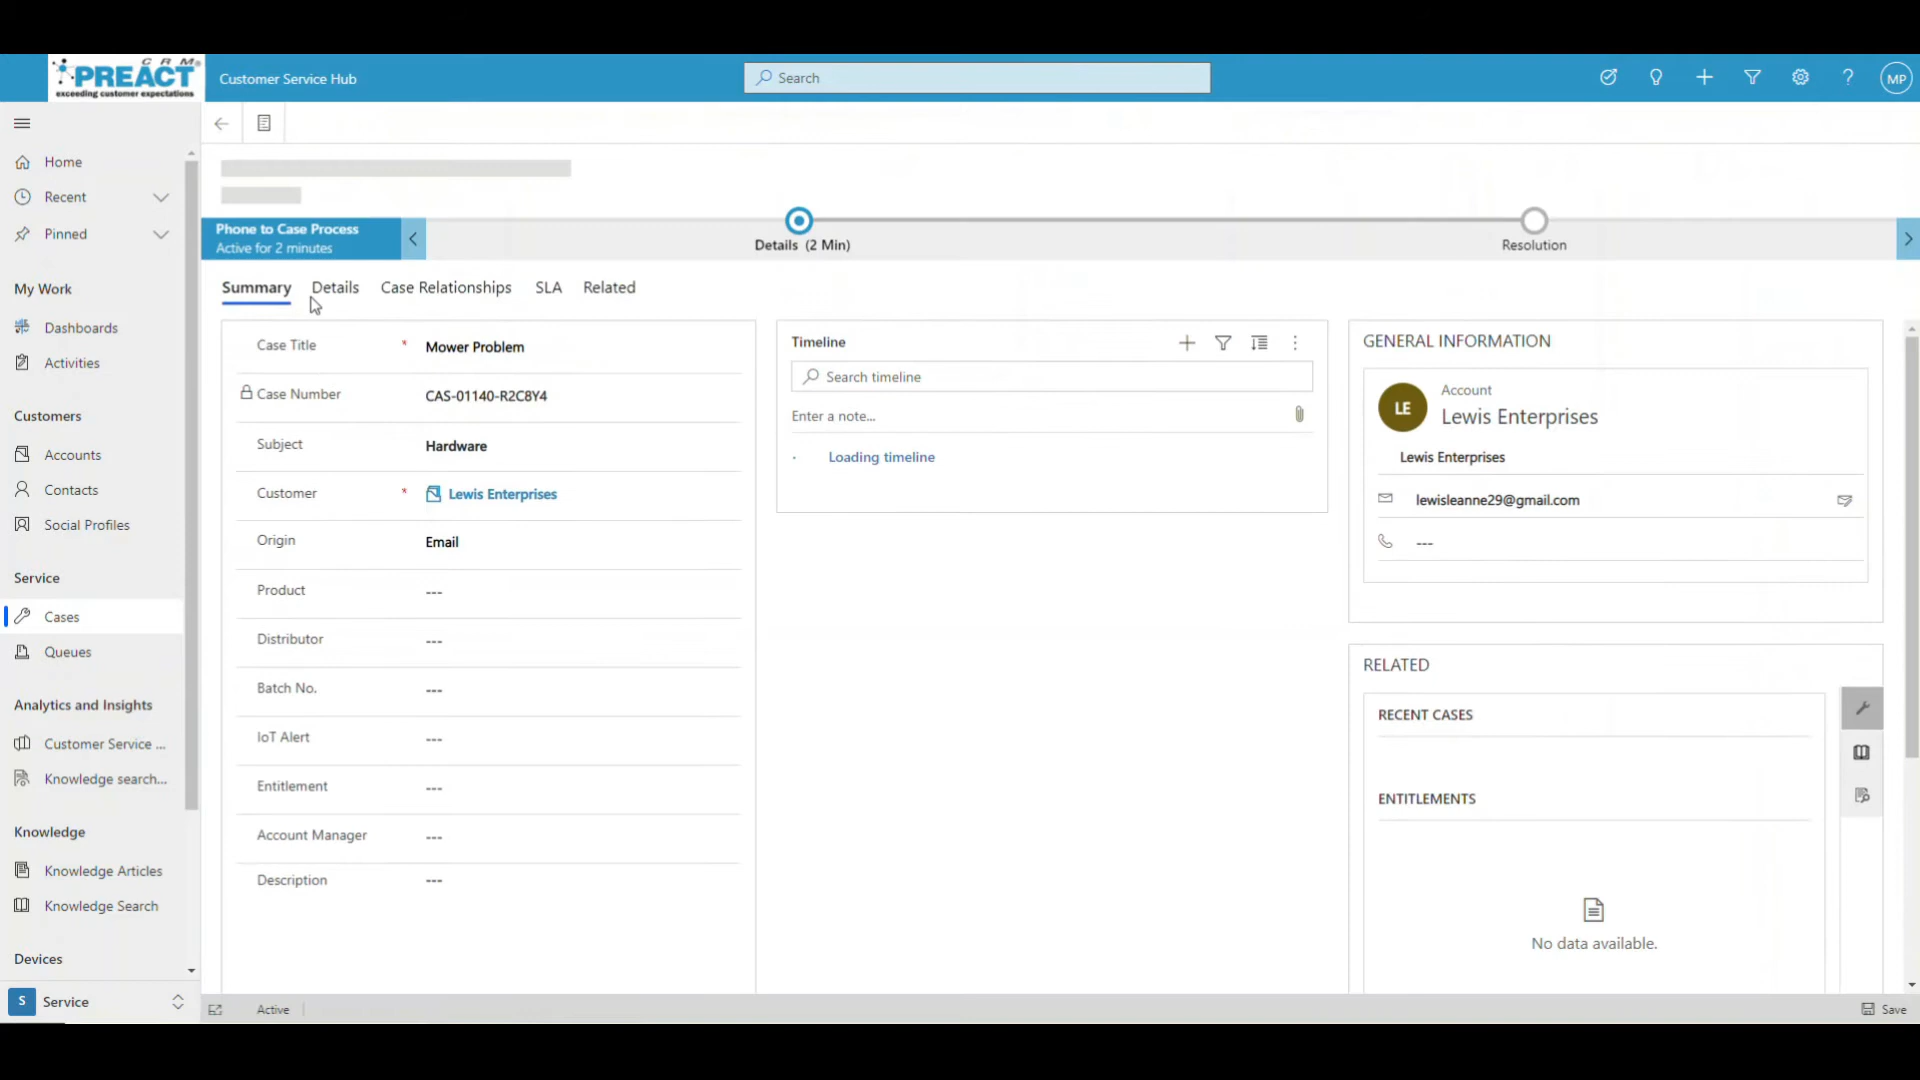 CRM®
PREACT
exceeding customer expectations
Customer Service Hub
Search
MP
Home
Recent
Pinned
My Work
Dashboards
Activities
Customers
Accounts
Contacts
Social Profiles
Service
Cases
Queues
Analytics and Insights
Customer Service ...
Knowledge search...
Knowledge
Knowledge Articles
Knowledge Search
Devices
S Service
Phone to Case Process
Active for 2 minutes
Details (2 Min)
Resolution
Summary Details Case Relationships SLA Related
Case Title * Mower Problem
Case Number CAS-01140-R2C8Y4
Subject Hardware
Customer * Lewis Enterprises
Origin Email
Product ---
Distributor ---
Batch No. ---
IoT Alert ---
Entitlement ---
Account Manager ---
Description ---
Timeline
Search timeline
Enter a note...
Loading timeline
GENERAL INFORMATION
LE
Account
Lewis Enterprises
Lewis Enterprises
lewisleanne29@gmail.com
---
RELATED
RECENT CASES
ENTITLEMENTS
No data available.
Active
Save